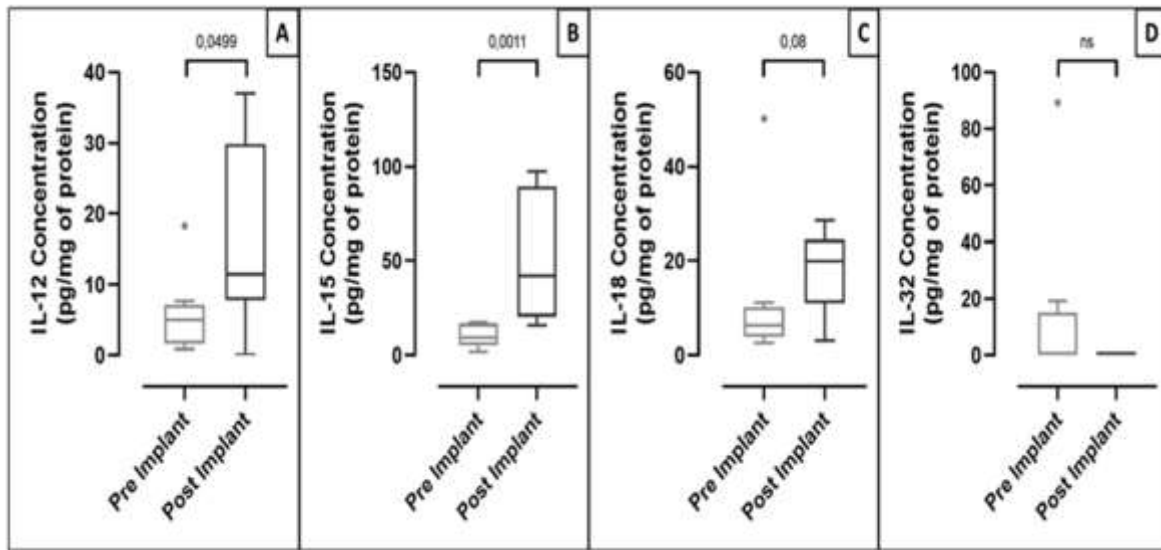 A
0,0499
IL-12 Concentration
(pg/mg of protein)
40
30
20
10
0
Pre Implant
Post Implant
B
0,0011
IL-15 Concentration
(pg/mg of protein)
150
100
50
0
Pre Implant
Post Implant
C
0,08
IL-18 Concentration
(pg/mg of protein)
60
40
20
0
Pre Implant
Post Implant
D
ns
IL-32 Concentration
(pg/mg of protein)
100
80
60
40
20
0
Pre Implant
Post Implant